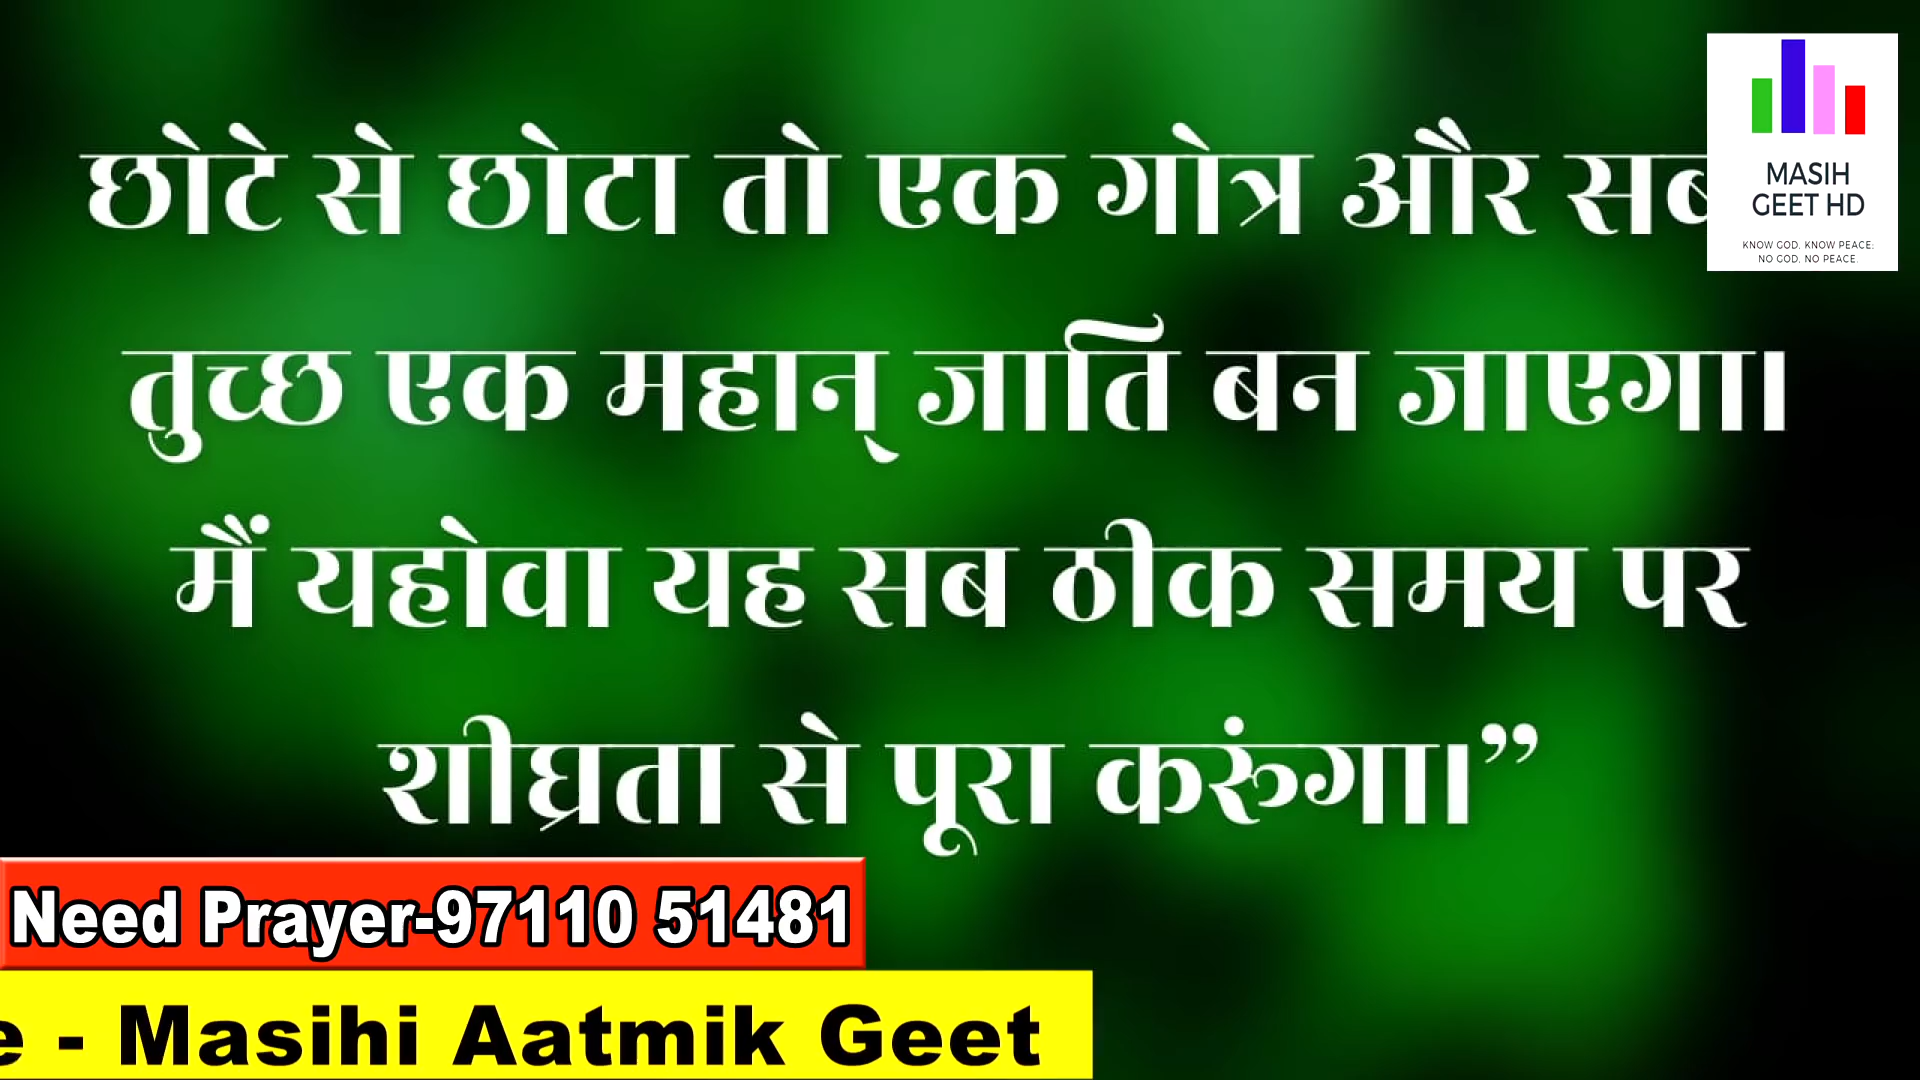 छोटे से छोटा तो एक गोत्र और सब
तुच्छ एक महान् जाति बन जाएगा।
मैं यहोवा यह सब ठीक समय पर
शीघ्रता से पूरा करूंगा।”
MASIH
GEET HD
KNOW GOD, KNOW PEACE;
NO GOD, NO PEACE.
Need Prayer-97110 51481
e - Masihi Aatmik Geet